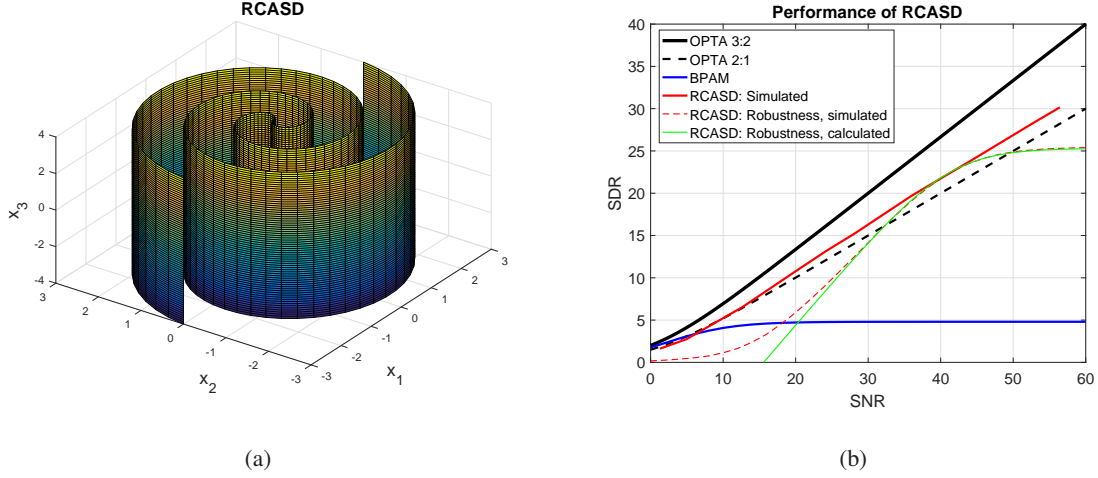 RCASD
4
2
0
-2
-4
x3
3
2
1
0
-1
-2
-3
x2
-3
-2
-1
0
1
2
3
x1
(a)
Performance of RCASD
OPTA 3:2
OPTA 2:1
BPAM
RCASD: Simulated
RCASD: Robustness, simulated
RCASD: Robustness, calculated
40
35
30
25
20
15
10
5
0
SDR
0 10 20 30 40 50 60
SNR
(b)